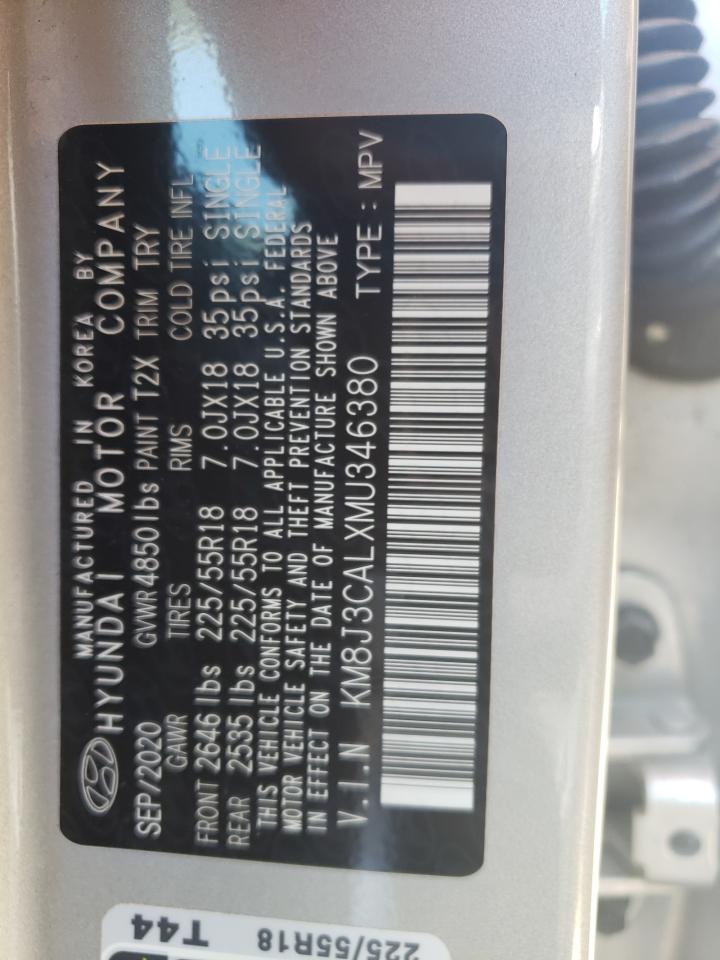 MANUFACTURED IN KOREA BY
HYUNDAI MOTOR COMPANY
SEP/2020 GVWR 4850 lbs PAINT T2X TRIM TRY
GAWR TIRES RIMS COLD TIRE INFL
FRONT 2646 lbs 225/55R18 7.0JX18 35psi SINGLE
REAR 2535 lbs 225/55R18 7.0JX18 35psi SINGLE
THIS VEHICLE CONFORMS TO ALL APPLICABLE U.S.A. FEDERAL
MOTOR VEHICLE SAFETY AND THEFT PREVENTION STANDARDS
IN EFFECT ON THE DATE OF MANUFACTURE SHOWN ABOVE
V.I.N KM8J3CALXMU346380 TYPE : MPV
T44
225/55R18